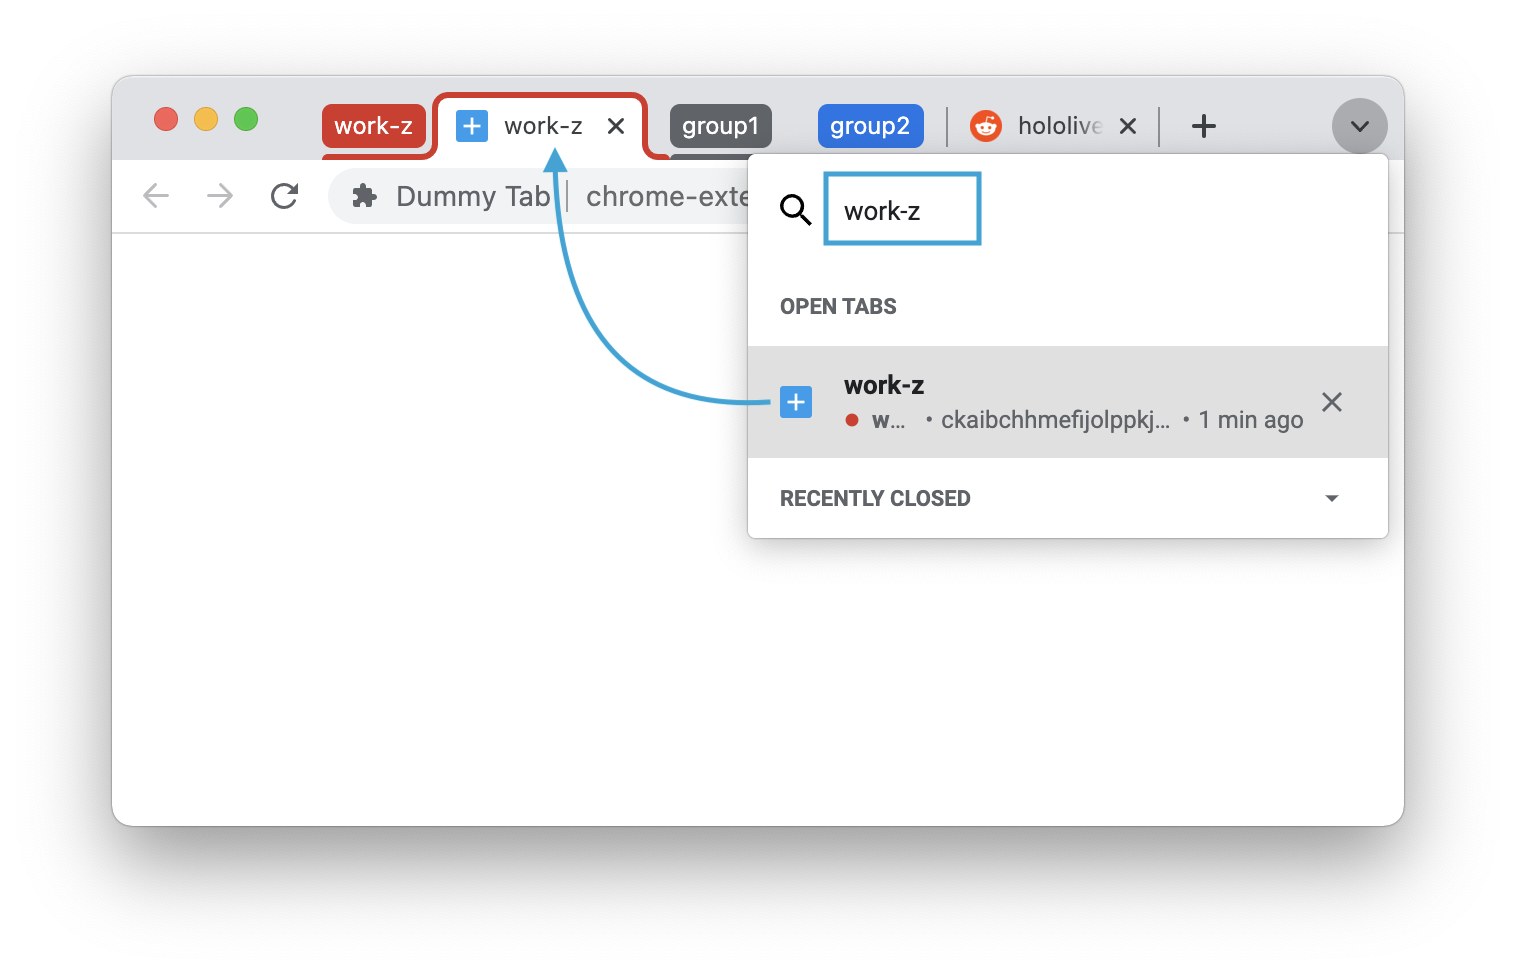 work-z
work-z
group1
group2
hololive
Dummy Tab
chrome-exte
work-z
OPEN TABS
work-z
w... • ckaibchhmefijolppkj... • 1 min ago
RECENTLY CLOSED